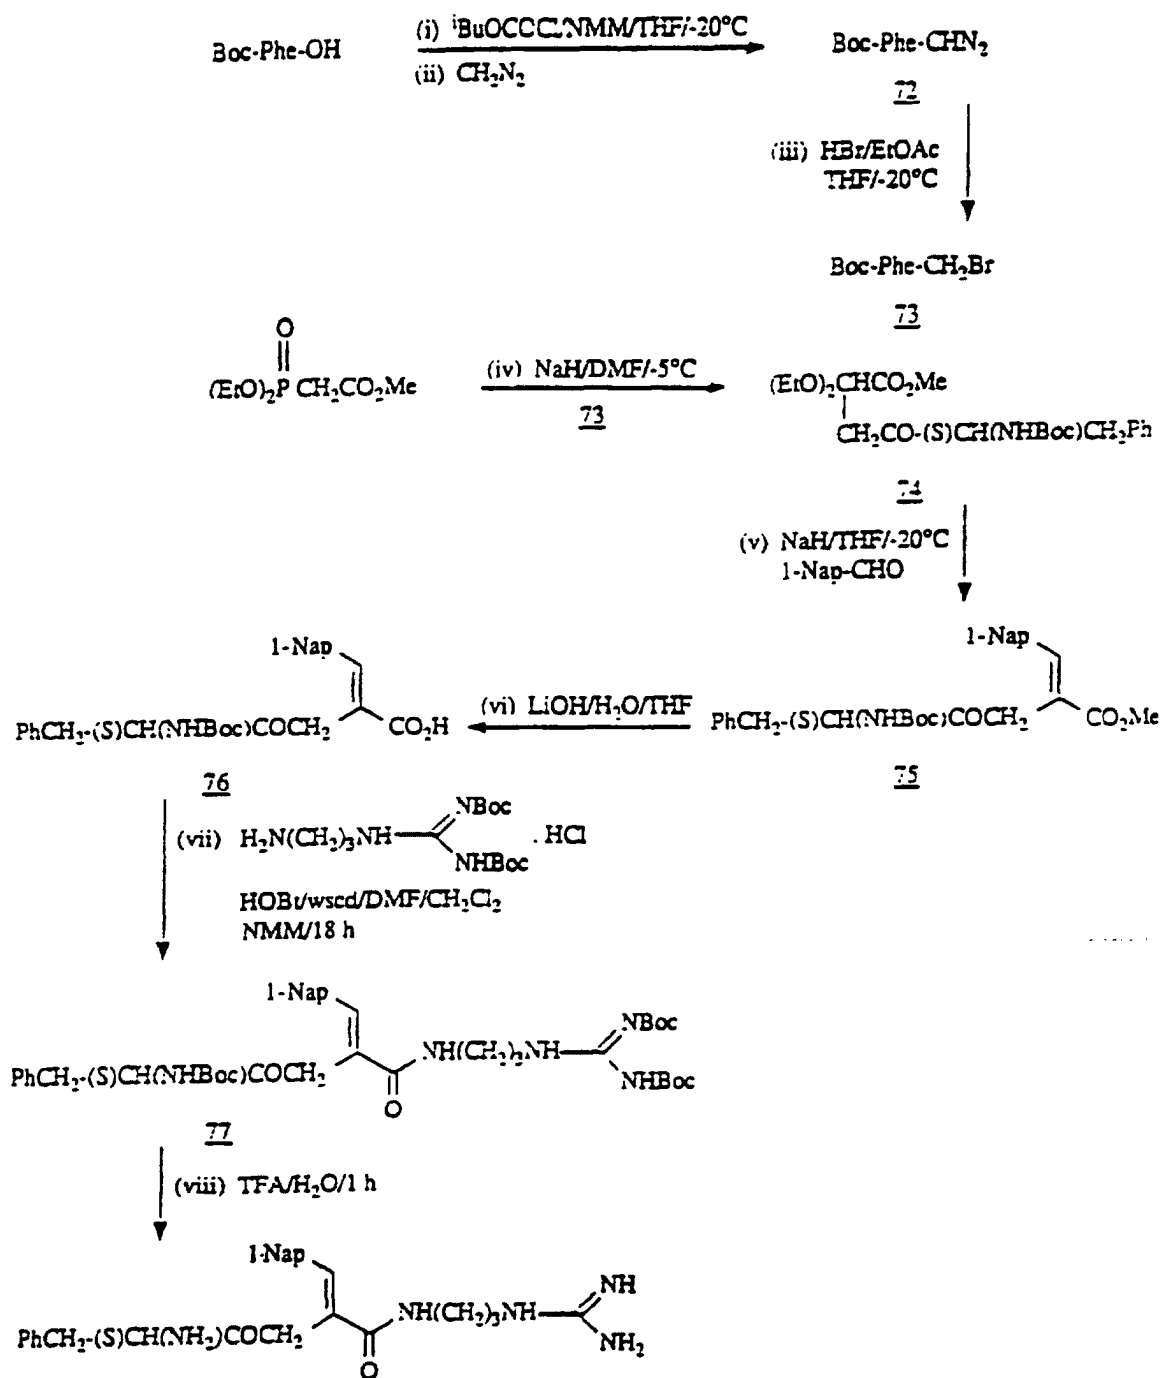 Boc-Phe-OH
(i) ⁱBuOCCCl/NMM/THF/-20°C
(ii) CH₂N₂
Boc-Phe-CHN₂
72
(iii) HBr/EtOAc
THF/-20°C
Boc-Phe-CH₂Br
73
O
(EtO)₂P CH₂CO₂Me
(iv) NaH/DMF/-5°C
73
(EtO)₂CHCO₂Me
CH₂CO-(S)CH(NHBoc)CH₂Ph
74
(v) NaH/THF/-20°C
1-Nap-CHO
1-Nap
PhCH₂-(S)CH(NHBoc)COCH₂
CO₂H
76
(vi) LiOH/H₂O/THF
1-Nap
PhCH₂-(S)CH(NHBoc)COCH₂
CO₂Me
75
(vii) H₂N(CH₂)₃NH
NBoc
NHBoc
. HCl
HOBt/wscd/DMF/CH₂Cl₂
NMM/18 h
1-Nap
PhCH₂-(S)CH(NHBoc)COCH₂
O
NH(CH₂)₃NH
NBoc
NHBoc
77
(viii) TFA/H₂O/1 h
1-Nap
PhCH₂-(S)CH(NH₂)COCH₂
O
NH(CH₂)₃NH
NH
NH₂